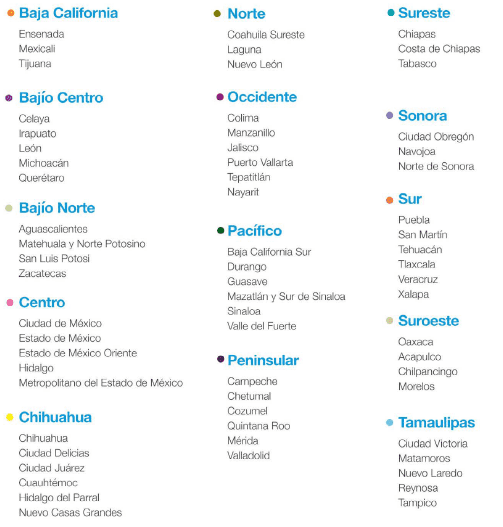 Baja California
Ensenada
Mexicali
Tijuana
Bajío Centro
Celaya
Irapuato
León
Michoacán
Querétaro
Bajío Norte
Aguascalientes
Matehuala y Norte Potosino
San Luis Potosi
Zacatecas
Centro
Ciudad de México
Estado de México
Estado de México Oriente
Hidalgo
Metropolitano del Estado de México
Chihuahua
Chihuahua
Ciudad Delicias
Ciudad Juárez
Cuauhtémoc
Hidalgo del Parral
Nuevo Casas Grandes
Norte
Coahuila Sureste
Laguna
Nuevo León
Occidente
Colima
Manzanillo
Jalisco
Puerto Vallarta
Tepatitlán
Nayarit
Pacífico
Baja California Sur
Durango
Guasave
Mazatlán y Sur de Sinaloa
Sinaloa
Valle del Fuerte
Peninsular
Campeche
Chetumal
Cozumel
Quintana Roo
Mérida
Valladolid
Sureste
Chiapas
Costa de Chiapas
Tabasco
Sonora
Ciudad Obregón
Navojoa
Norte de Sonora
Sur
Puebla
San Martín
Tehuacán
Tlaxcala
Veracruz
Xalapa
Suroeste
Oaxaca
Acapulco
Chilpancingo
Morelos
Tamaulipas
Ciudad Victoria
Matamoros
Nuevo Laredo
Reynosa
Tampico